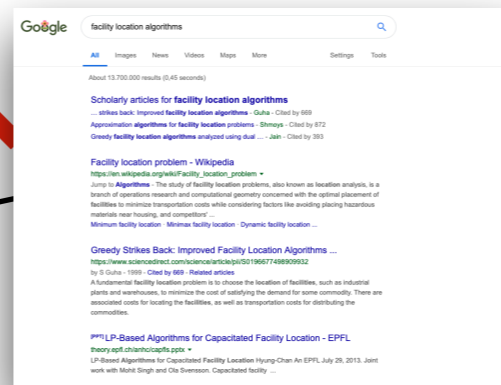 Google
facility location algorithms
All Images News Videos Maps More Settings Tools
About 13.700.000 results (0,45 seconds)
Scholarly articles for facility location algorithms
... strikes back: Improved facility location algorithms - Guha - Cited by 669
Approximation algorithms for facility location problems - Shmoys - Cited by 872
Greedy facility location algorithms analyzed using dual ... - Jain - Cited by 393
Facility location problem - Wikipedia
https://en.wikipedia.org/wiki/Facility_location_problem
Jump to Algorithms - The study of facility location problems, also known as location analysis, is a
branch of operations research and computational geometry concerned with the optimal placement of
facilities to minimize transportation costs while considering factors like avoiding placing hazardous
materials near housing, and competitors' ...
Minimum facility location · Minimax facility location · Dynamic facility location ...
Greedy Strikes Back: Improved Facility Location Algorithms ...
https://www.sciencedirect.com/science/article/pii/S0196677498909932
by S Guha - 1999 - Cited by 669 - Related articles
A fundamental facility location problem is to choose the location of facilities, such as industrial
plants and warehouses, to minimize the cost of satisfying the demand for some commodity. There are
associated costs for locating the facilities, as well as transportation costs for distributing the
commodities.
[PPT] LP-Based Algorithms for Capacitated Facility Location - EPFL
theory.epfl.ch/anhc/capfls.pptx
LP-Based Algorithms for Capacitated Facility Location Hyung-Chan An EPFL July 29, 2013. Joint
work with Mohit Singh and Ola Svensson. Capacitated facility ...